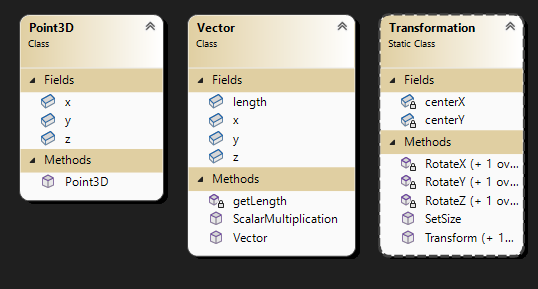 Point3D
Class
Fields
x
y
z
Methods
Point3D
Vector
Class
Fields
length
x
y
z
Methods
getLength
ScalarMultiplication
Vector
Transformation
Static Class
Fields
centerX
centerY
Methods
RotateX (+ 1 ov...
RotateY (+ 1 ov...
RotateZ (+ 1 ov...
SetSize
Transform (+ 1...